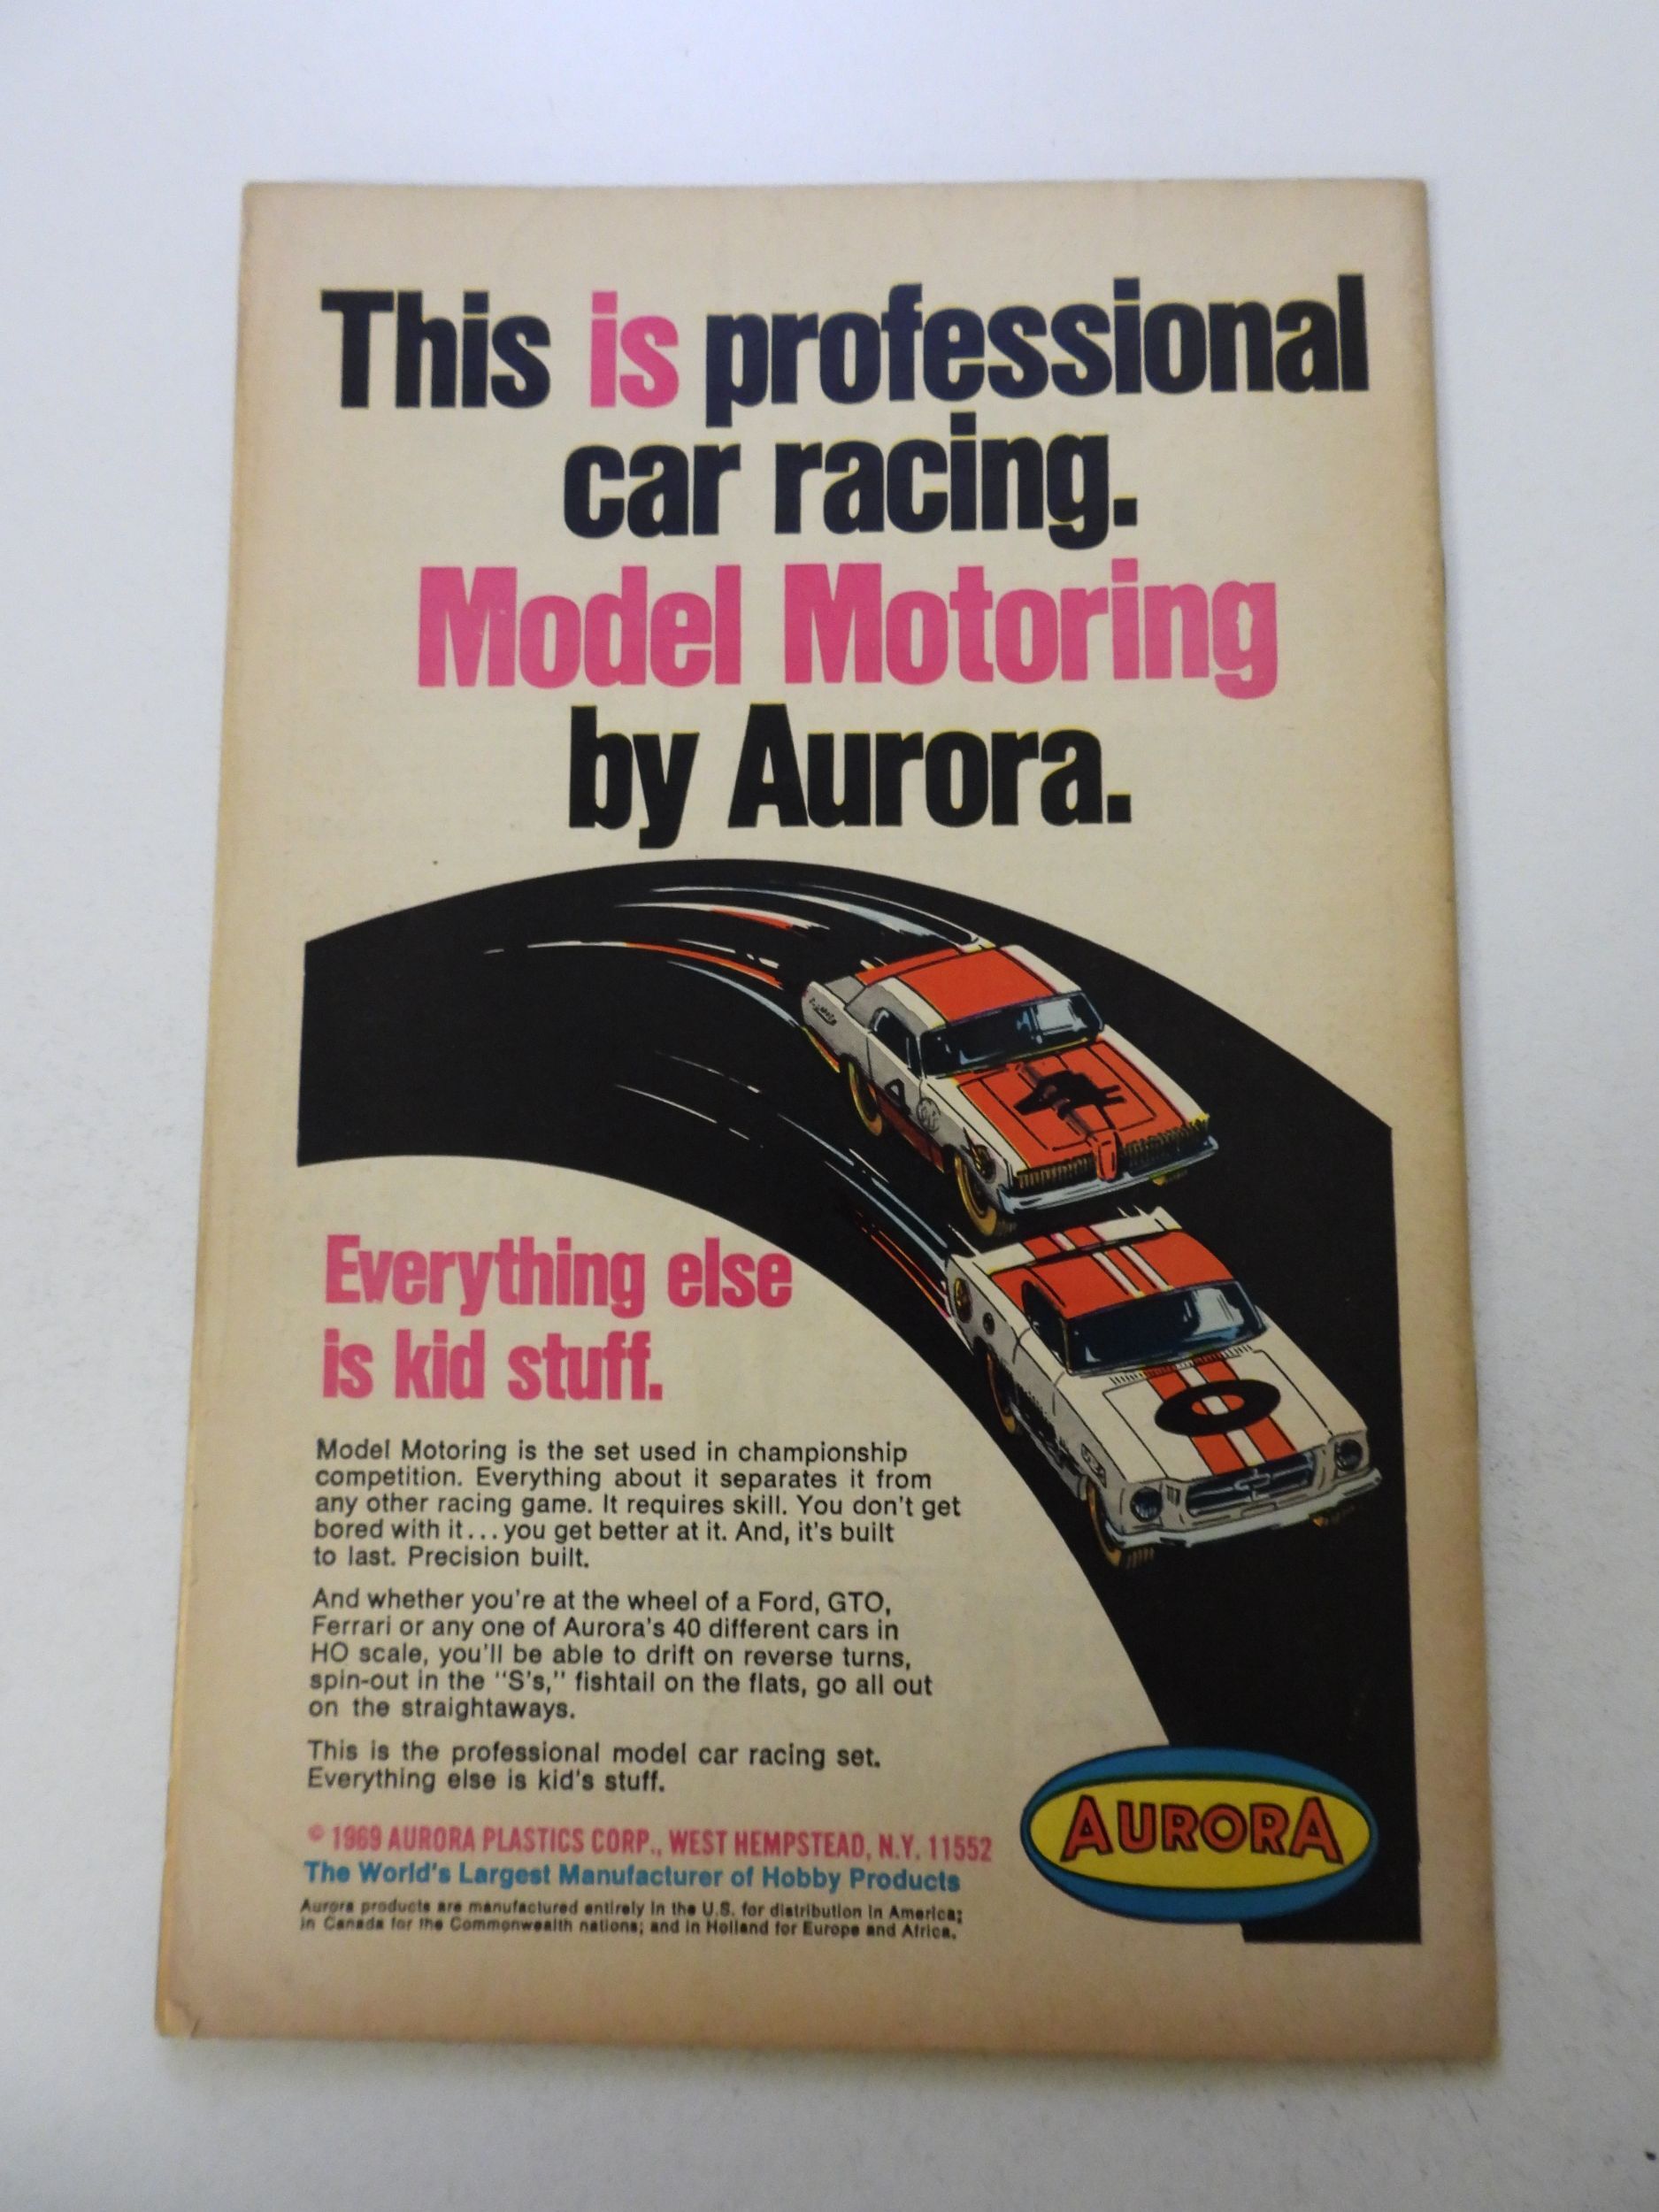 This is professional
car racing.
Model Motoring
by Aurora.
Everything else
is kid stuff.
Model Motoring is the set used in championship
competition. Everything about it separates it from
any other racing game. It requires skill. You don't get
bored with it...you get better at it. And, it's built
to last. Precision built.
And whether you're at the wheel of a Ford, GTO,
Ferrari or any one of Aurora's 40 different cars in
HO scale, you'll be able to drift on reverse turns,
spin-out in the "S's," fishtail on the flats, go all out
on the straightaways.
This is the professional model car racing set.
Everything else is kid's stuff.
© 1969 AURORA PLASTICS CORP., WEST HEMPSTEAD, N.Y. 11552
The World's Largest Manufacturer of Hobby Products
Aurora products are manufactured entirely in the U.S. for distribution in America;
in Canada for the Commonwealth nations; and in Holland for Europe and Africa.
AURORA